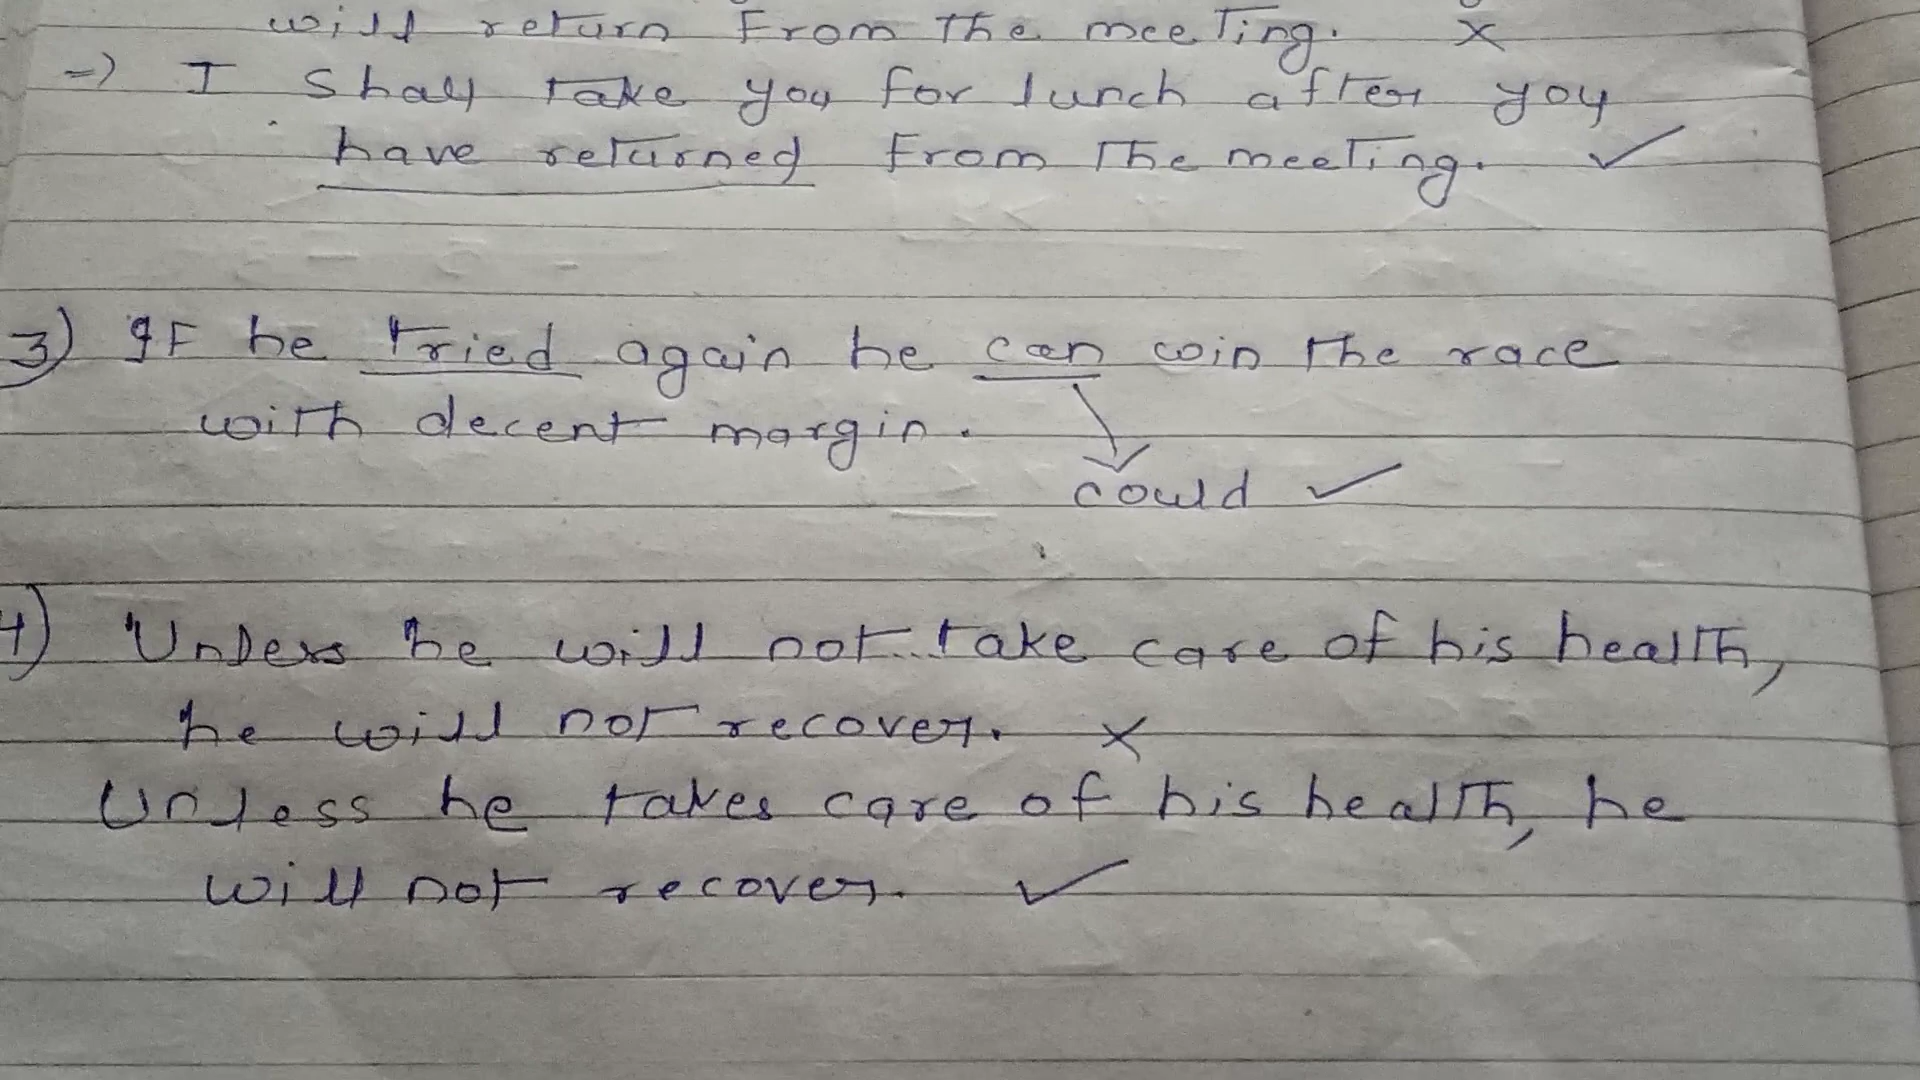 will return From The meeting. x
=) I Shall take you for lunch after you
have returned From The meeting. ✓
3) IF he Tried again he can win the race
with decent margin.
could ✓
4) Unless he will not take care of his health,
he will not recover. x
Unless he takes care of his health, he
will not recover. ✓